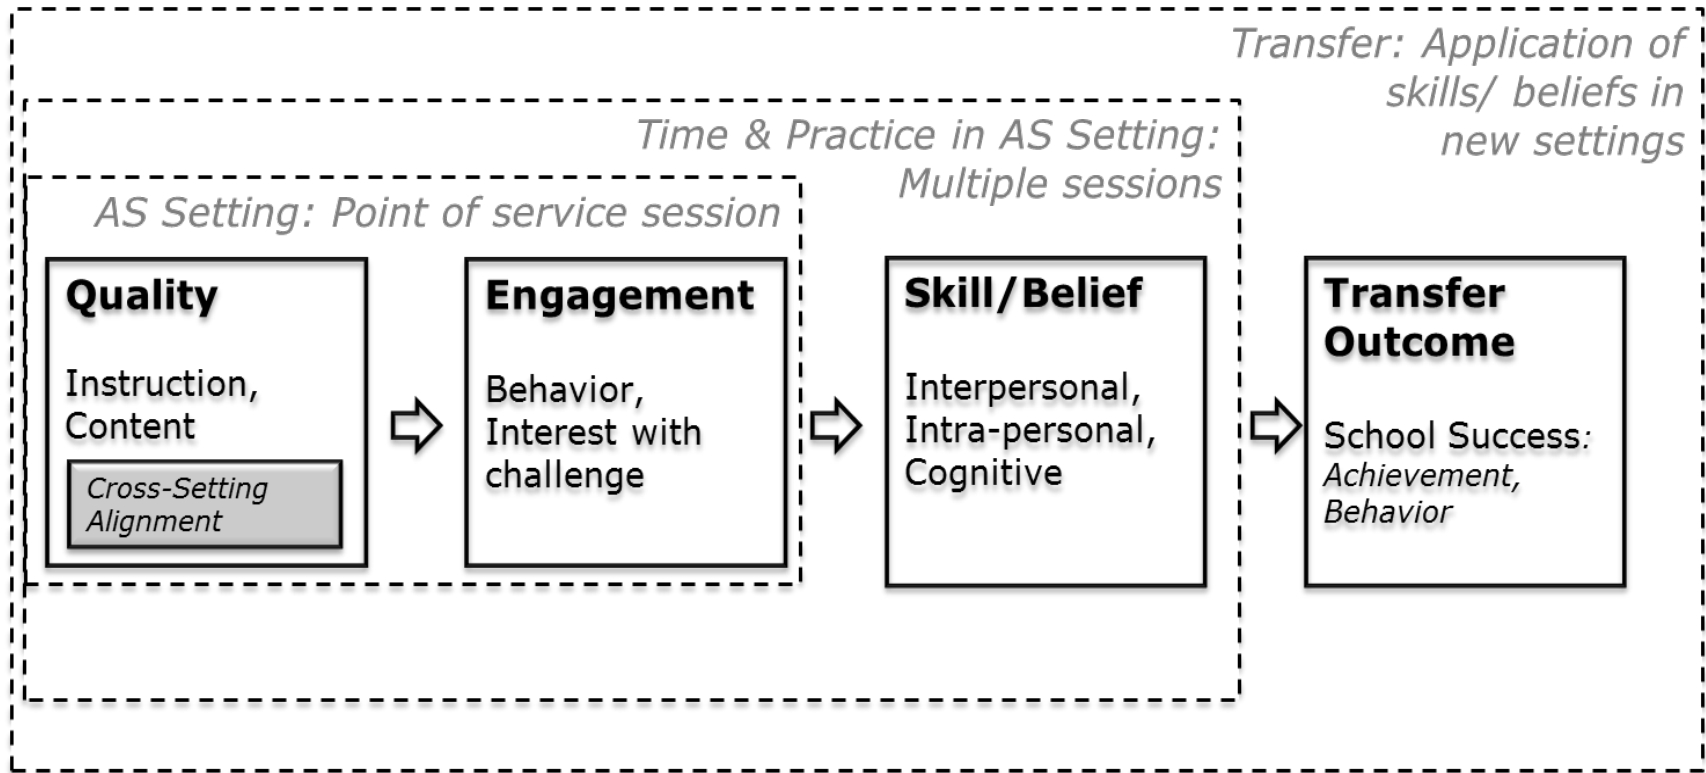 Transfer: Application of
skills/ beliefs in
new settings
Time & Practice in AS Setting:
Multiple sessions
AS Setting: Point of service session
Quality
Instruction,
Content
Cross-Setting
Alignment
Engagement
Behavior,
Interest with
challenge
Skill/Belief
Interpersonal,
Intra-personal,
Cognitive
Transfer
Outcome
School Success:
Achievement,
Behavior